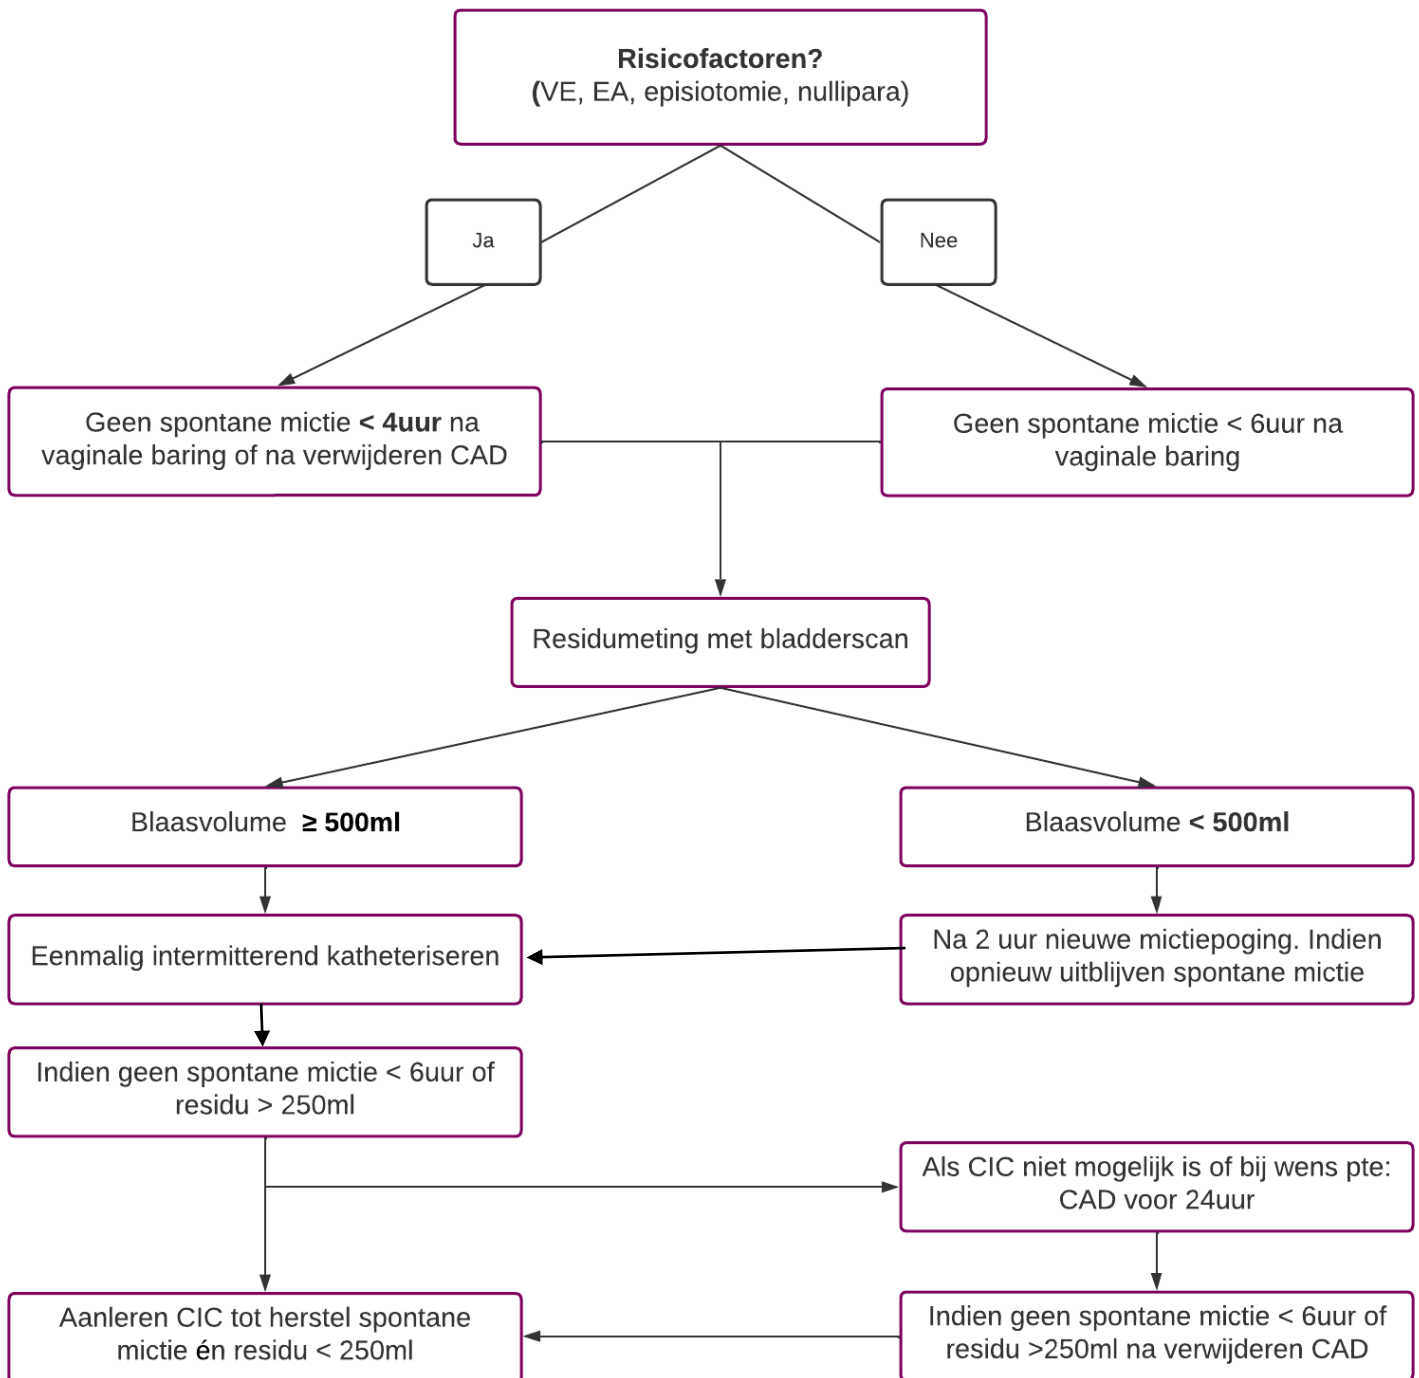 Risicofactoren?
(VE, EA, episiotomie, nullipara)
Ja
Nee
Geen spontane mictie < 4uur na
vaginale baring of na verwijderen CAD
Geen spontane mictie < 6uur na
vaginale baring
Residumeting met bladderscan
Blaasvolume ≥ 500ml
Blaasvolume < 500ml
Eenmalig intermitterend katheteriseren
Na 2 uur nieuwe mictiepoging. Indien
opnieuw uitblijven spontane mictie
Indien geen spontane mictie < 6uur of
residu > 250ml
Als CIC niet mogelijk is of bij wens pte:
CAD voor 24uur
Aanleren CIC tot herstel spontane
mictie én residu < 250ml
Indien geen spontane mictie < 6uur of
residu >250ml na verwijderen CAD